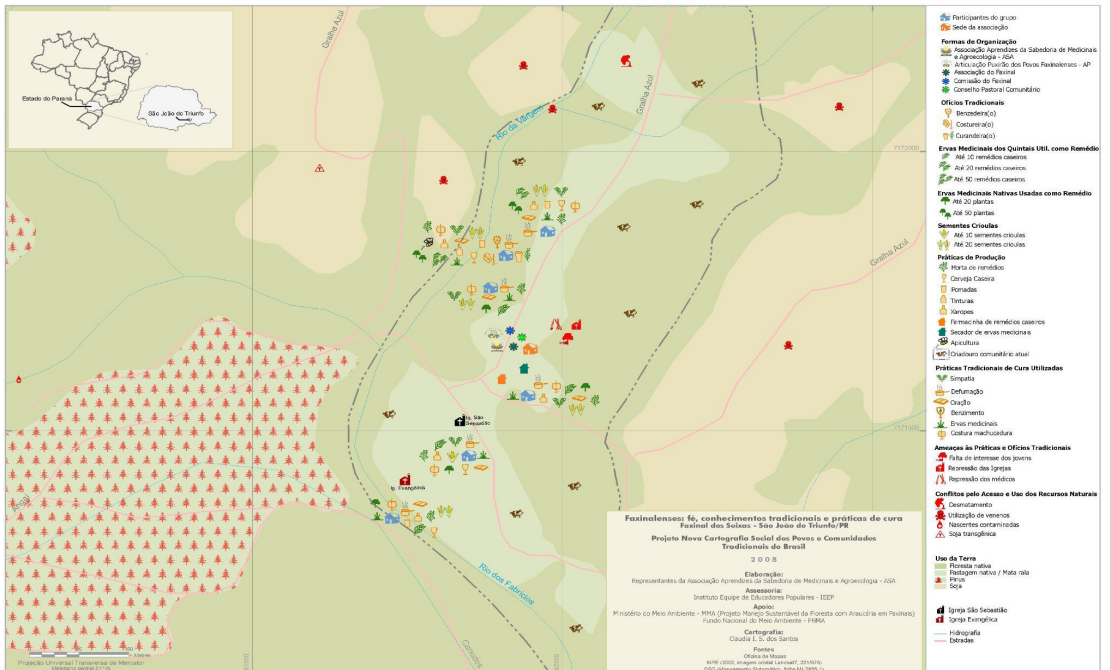 Estado do Paraná
São João do Triunfo
Gralha Azul
Gralha Azul
Gralha Azul
Rio da Vargem
7172000
Ig. São
Sebastião
Ig. Evangélica
Rio dos Fabrícios
Projeção Universal Transversa de Mercator
Faxinalenses: fé, conhecimentos tradicionais e práticas de cura
Faxinal dos Seixas - São João do Triunfo/PR
Projeto Nova Cartografia Social dos Povos e Comunidades
Tradicionais do Brasil
2 0 0 8
Elaboração:
Representantes da Associação Aprendizes da Sabedoria de Medicinais e Agroecologia - ASA
Assessoria:
Instituto Equipe de Educadores Populares - IEEP
Apoio:
Ministério do Meio Ambiente - MMA (Projeto Manejo Sustentável da Floresta com Araucária em Faxinais)
Fundo Nacional do Meio Ambiente - FNMA
Cartografia:
Claudia I. S. dos Santos
Fontes
Oficina de Mapas
Participantes do grupo
Sede da associação
Formas de Organização
Associação Aprendizes da Sabedoria de Medicinais
e Agroecologia - ASA
Articulação Puxirão dos Povos Faxinalenses - AP
Associação do Faxinal
Comissão do Faxinal
Conselho Pastoral Comunitário
Ofícios Tradicionais
Benzedeira(o)
Costureira(o)
Curandeira(o)
Ervas Medicinais dos Quintais Util. como Remédio
Até 10 remédios caseiros
Até 20 remédios caseiros
Até 50 remédios caseiros
Ervas Medicinais Nativas Usadas como Remédio
Até 20 plantas
Até 50 plantas
Sementes Crioulas
Até 10 sementes crioulas
Até 20 sementes crioulas
Práticas de Produção
Horta de remédios
Cerveja Caseira
Pomadas
Tinturas
Xaropes
Farmacinha de remédios caseiros
Secador de ervas medicinais
Apicultura
Criadouro comunitário atual
Práticas Tradicionais de Cura Utilizadas
Simpatia
Defumação
Oração
Benzimento
Ervas medicinais
Costura machucadura
Ameaças às Práticas e Ofícios Tradicionais
Falta de interesse dos jovens
Repressão das Igrejas
Repressão dos médicos
Conflitos pelo Acesso e Uso dos Recursos Naturais
Desmatamento
Utilização de venenos
Nascentes contaminadas
Soja transgênica
Uso da Terra
Floresta nativa
Pastagem nativa / Mata rala
Pinus
Soja
Igreja São Sebastião
Igreja Evangélica
Hidrografia
Estradas